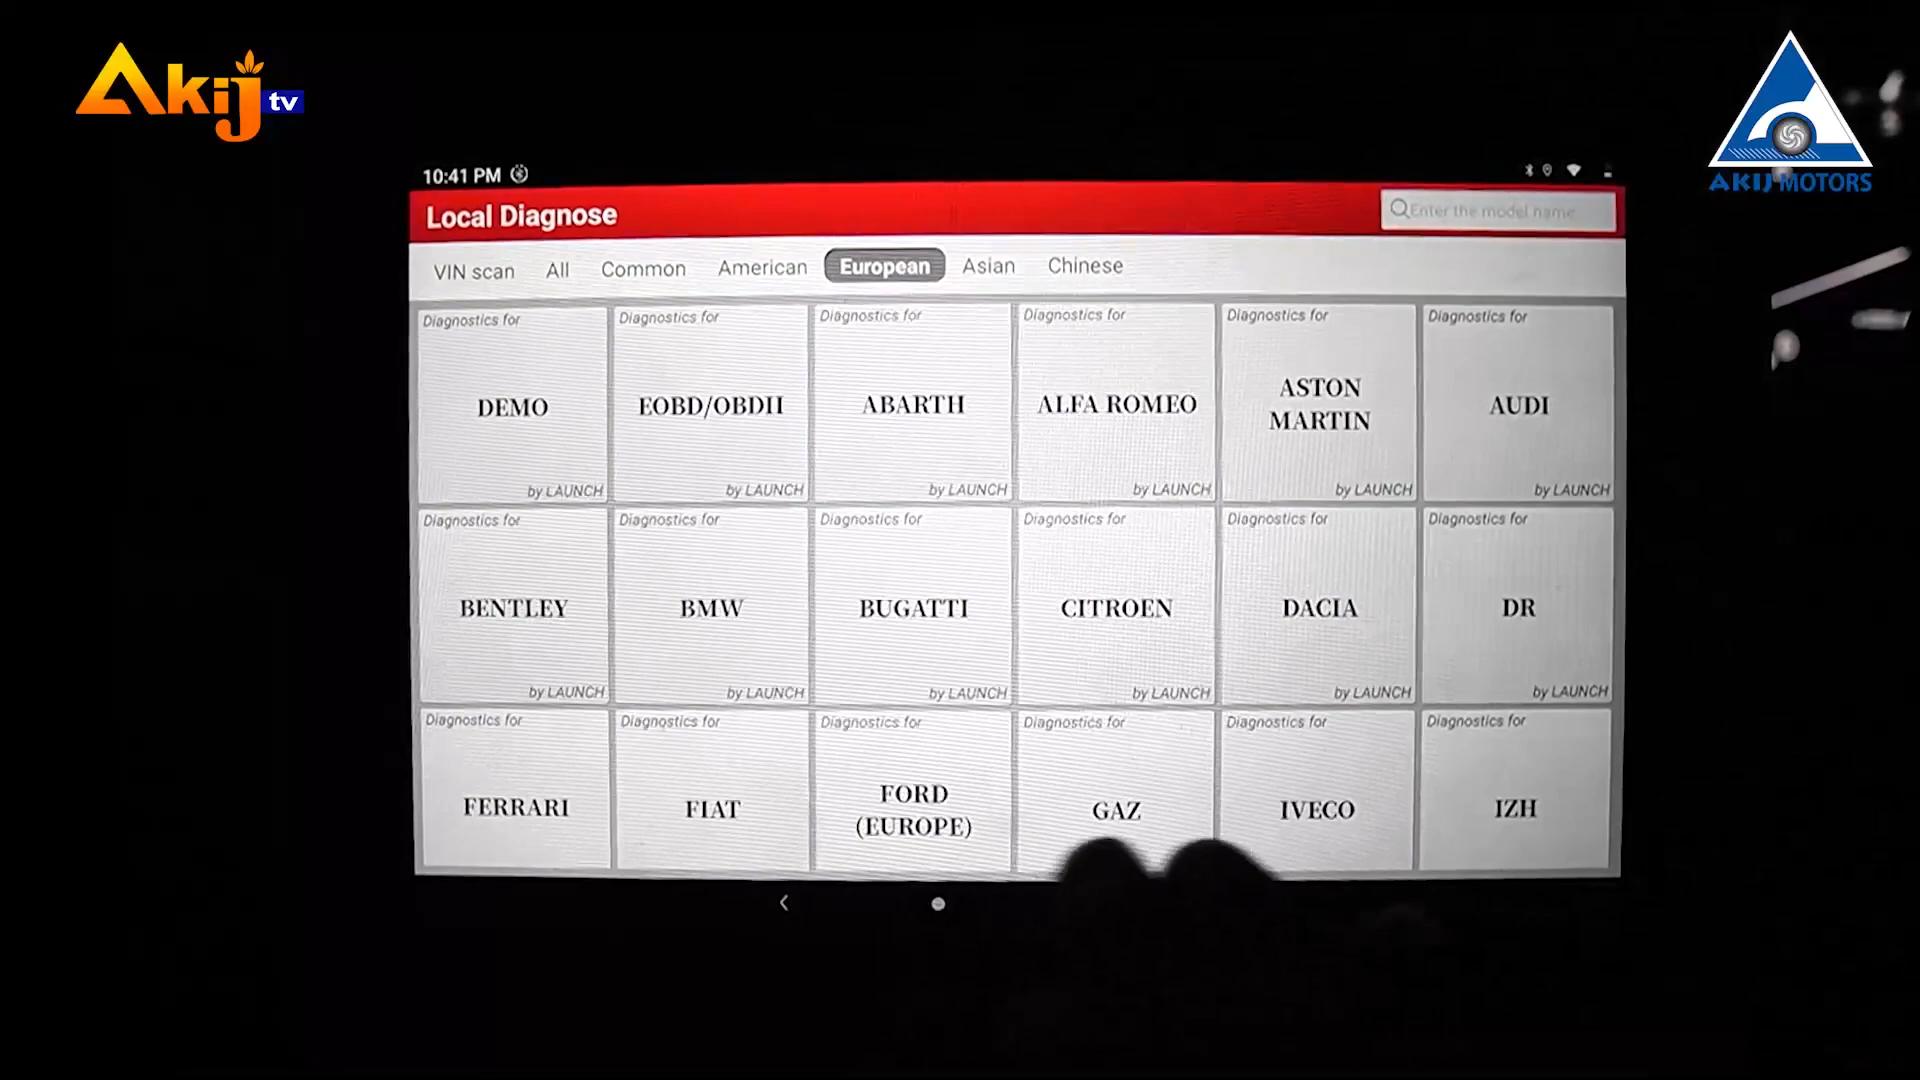 Akij tv
AKIJ MOTORS
10:41 PM
Local Diagnose
Enter the model name
VIN scan All Common American European Asian Chinese
Diagnostics for
DEMO
by LAUNCH
Diagnostics for
EOBD/OBDII
by LAUNCH
Diagnostics for
ABARTH
by LAUNCH
Diagnostics for
ALFA ROMEO
by LAUNCH
Diagnostics for
ASTON
MARTIN
by LAUNCH
Diagnostics for
AUDI
by LAUNCH
Diagnostics for
BENTLEY
by LAUNCH
Diagnostics for
BMW
by LAUNCH
Diagnostics for
BUGATTI
by LAUNCH
Diagnostics for
CITROEN
by LAUNCH
Diagnostics for
DACIA
by LAUNCH
Diagnostics for
DR
by LAUNCH
Diagnostics for
FERRARI
Diagnostics for
FIAT
Diagnostics for
FORD
(EUROPE)
Diagnostics for
GAZ
Diagnostics for
IVECO
Diagnostics for
IZH